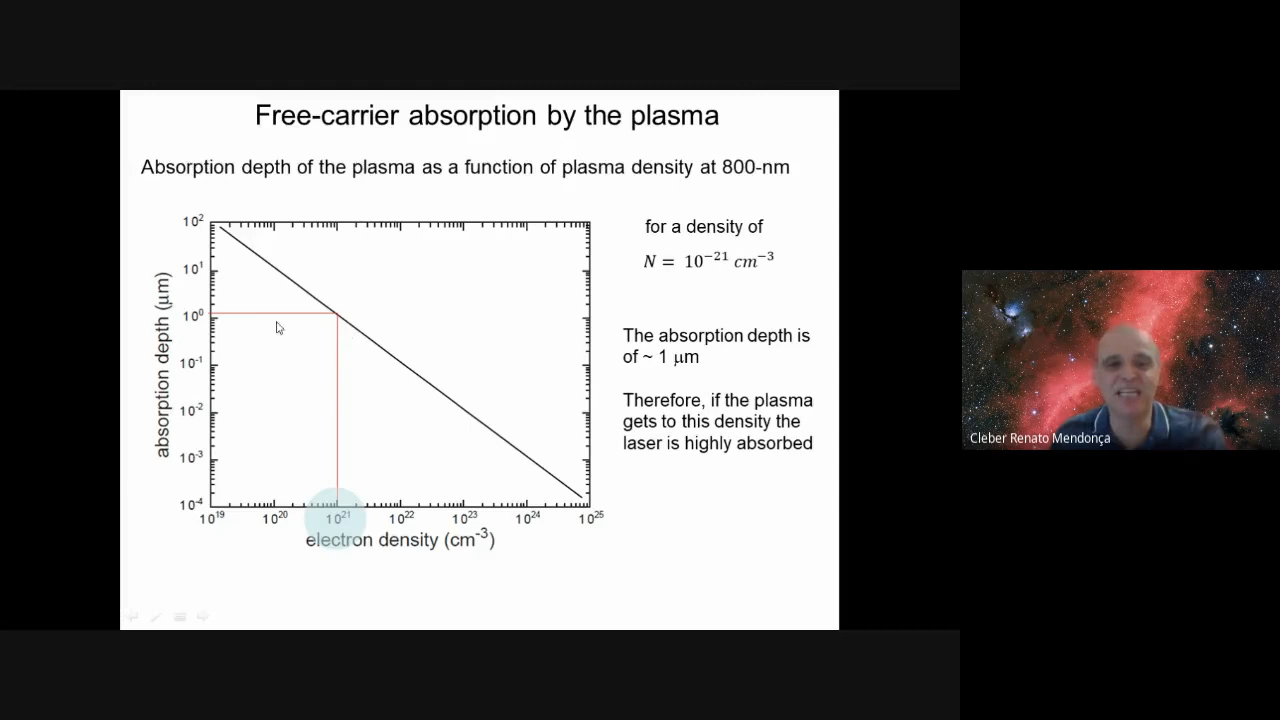 Free-carrier absorption by the plasma
Absorption depth of the plasma as a function of plasma density at 800-nm
for a density of
N = 10⁻²¹ cm⁻³
The absorption depth is
of ~ 1 μm
Therefore, if the plasma
gets to this density the
laser is highly absorbed
absorption depth (μm)
10²
10¹
10⁰
10⁻¹
10⁻²
10⁻³
10⁻⁴
10¹⁹ 10²⁰ 10²¹ 10²² 10²³ 10²⁴ 10²⁵
electron density (cm⁻³)
Cleber Renato Mendonça